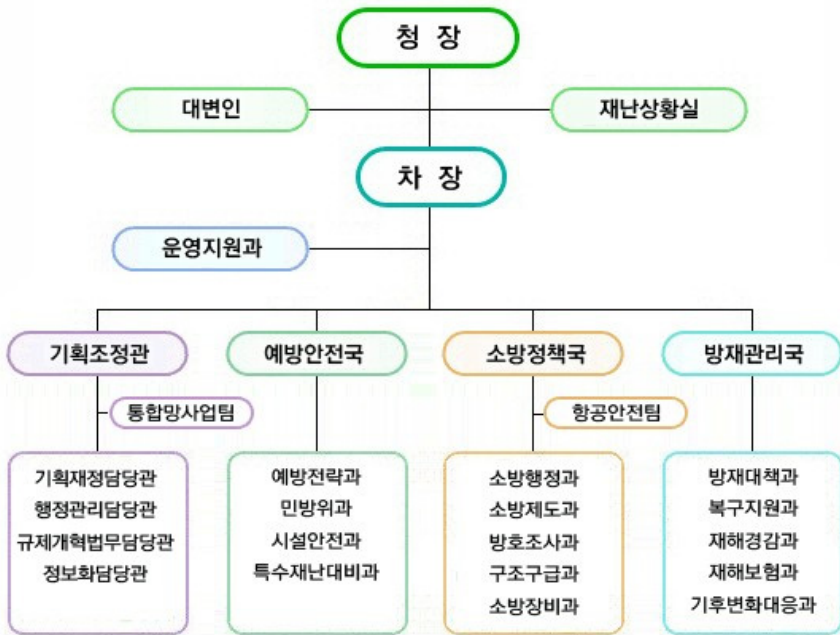 청 장
대변인
재난상황실
차 장
운영지원과
기획조정관
예방안전국
소방정책국
방재관리국
통합망사업팀
항공안전팀
기획재정담당관
행정관리담당관
규제개혁법무담당관
정보화담당관
예방전략과
민방위과
시설안전과
특수재난대비과
소방행정과
소방제도과
방호조사과
구조구급과
소방장비과
방재대책과
복구지원과
재해경감과
재해보험과
기후변화대응과